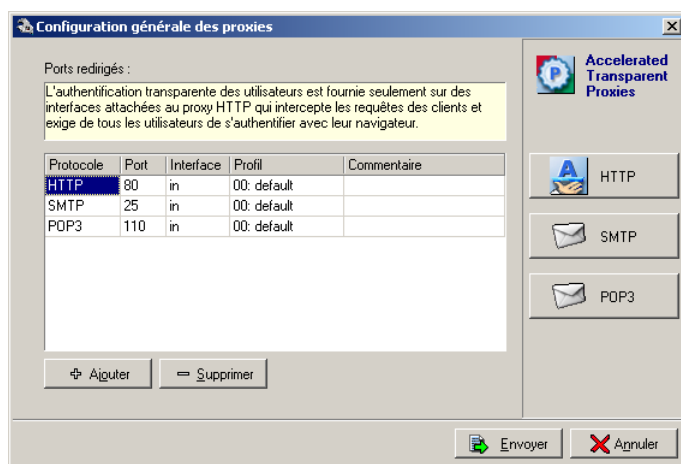 Configuration générale des proxies
Ports redirigés :
L'authentification transparente des utilisateurs est fournie seulement sur des
interfaces attachées au proxy HTTP qui intercepte les requêtes des clients et
exige de tous les utilisateurs de s'authentifier avec leur navigateur.
Protocole Port Interface Profil Commentaire
HTTP 80 in 00: default
SMTP 25 in 00: default
POP3 110 in 00: default
Ajouter Supprimer
P
Accelerated
Transparent
Proxies
A
HTTP
SMTP
POP3
Envoyer Annuler